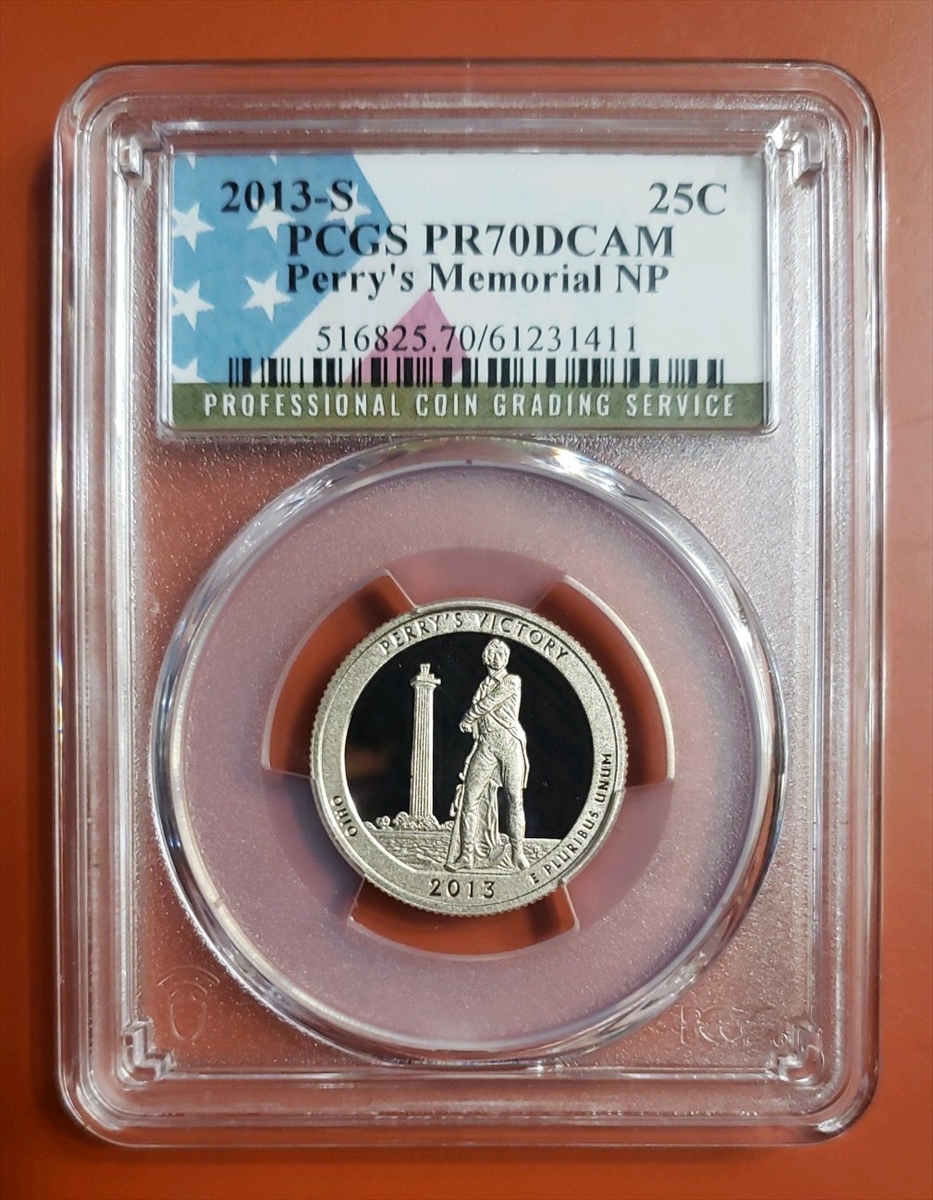 2013-S 25C
PCGS PR70DCAM
Perry's Memorial NP
516825.70/61231411
PROFESSIONAL COIN GRADING SERVICE
PERRY'S VICTORY
OHIO
2013
E PLURIBUS UNUM
PCGS